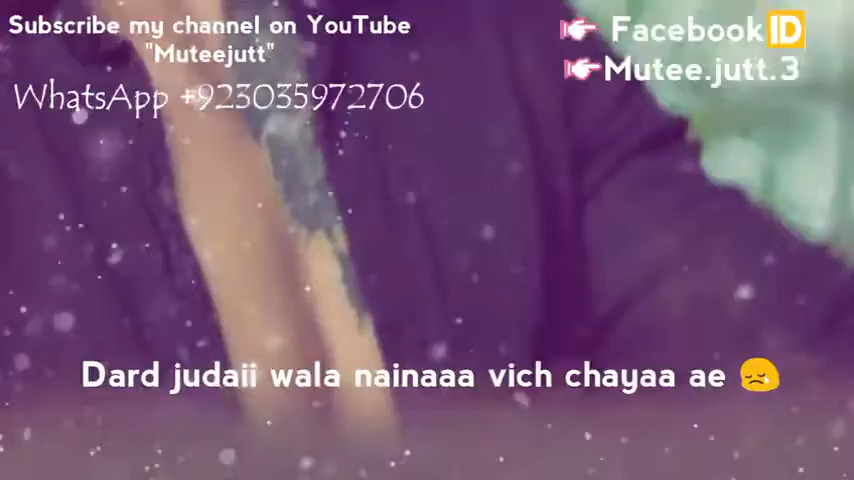 Subscribe my channel on YouTube
"Muteejutt"
WhatsApp +923035972706
👉 Facebook🆔
👉Mutee.jutt.3
Dard judaii wala nainaaa vich chayaa ae 😢